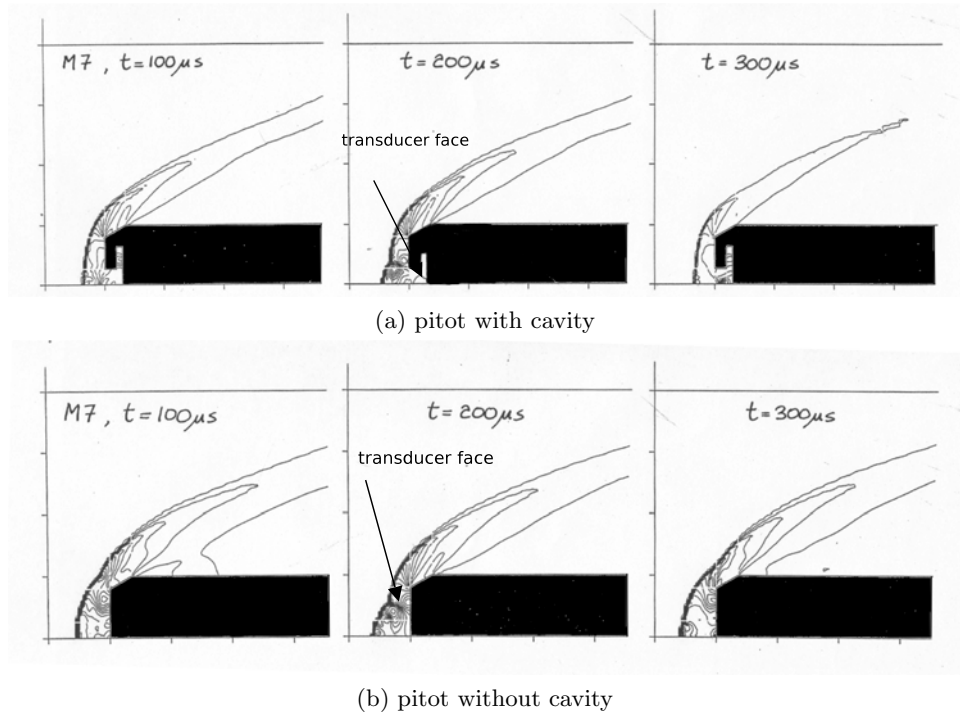 M7, t=100μs
t=200μs
t=300μs
transducer face
(a) pitot with cavity
M7, t=100μs
t=200μs
t=300μs
transducer face
(b) pitot without cavity